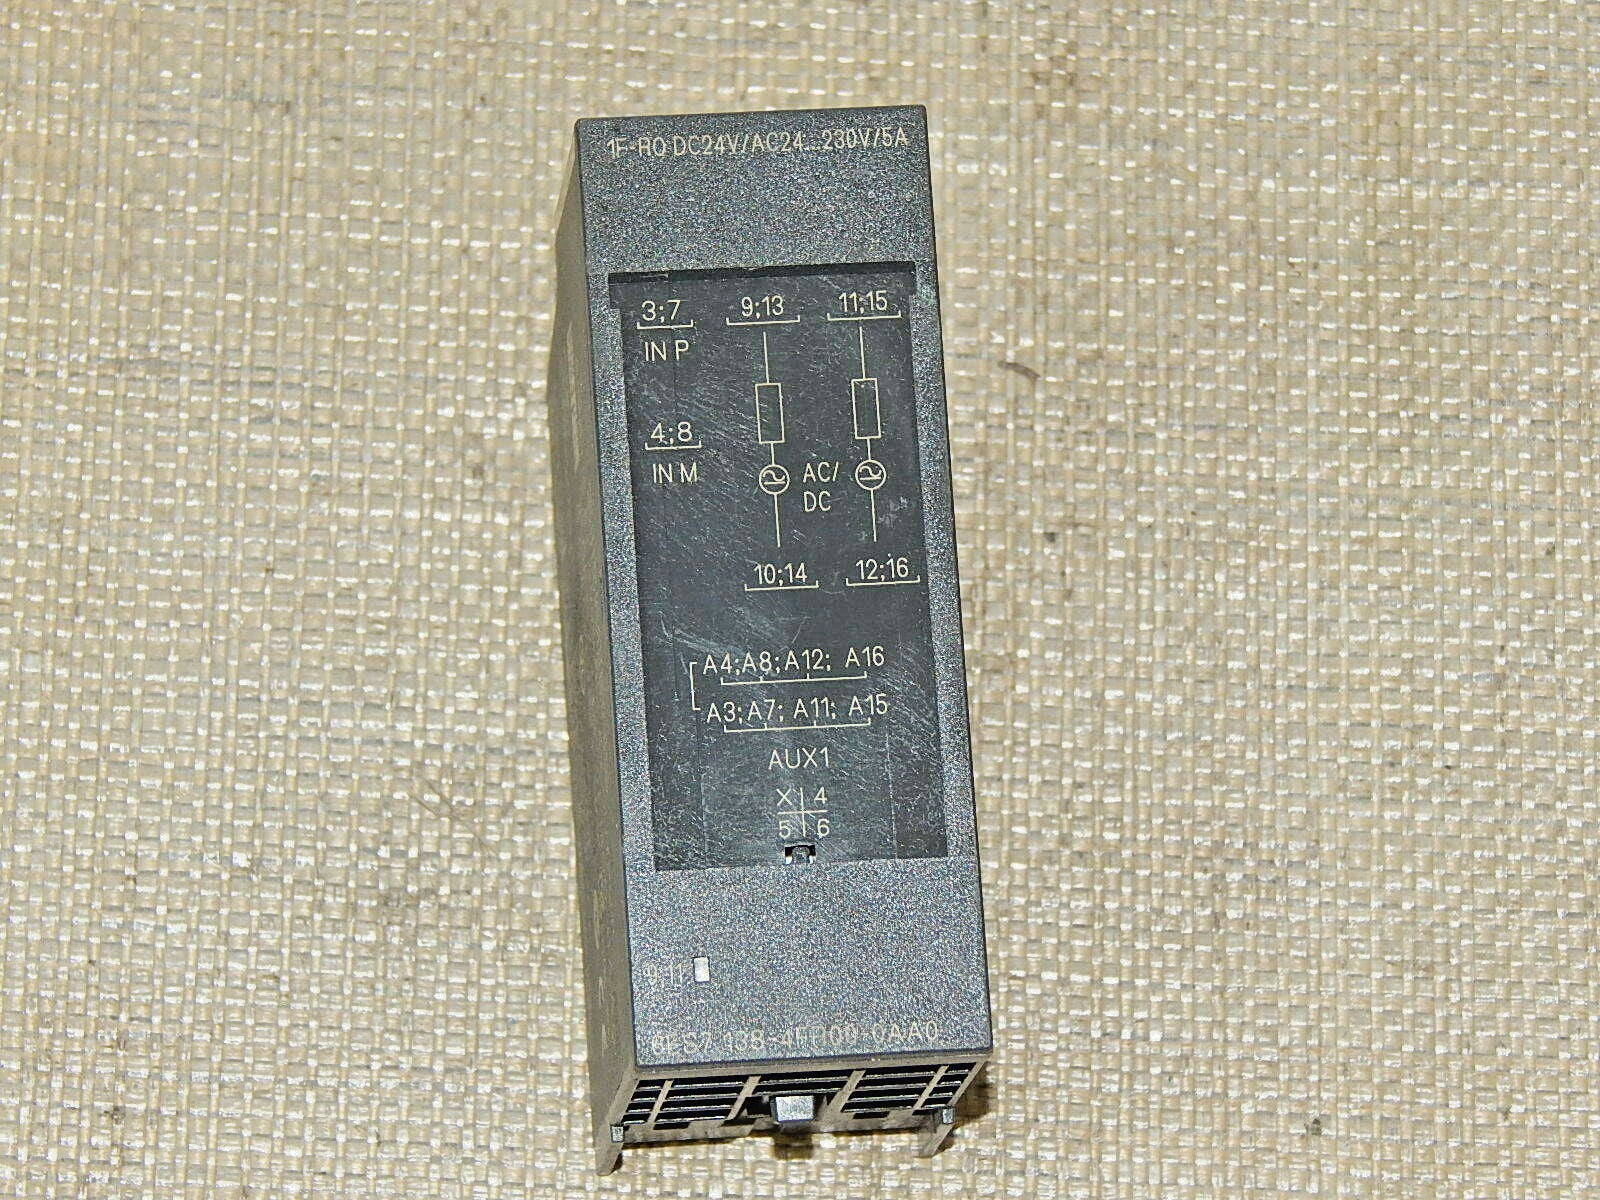 1F-RO DC24V/AC24...230V/5A
3;7 9;13 11;15
IN P
4;8
IN M AC/
DC
10;14 12;16
A4;A8;A12; A16
A3;A7; A11; A15
AUX1
X 4
5 6
9,11
6ES7 138-4FR00-0AA0